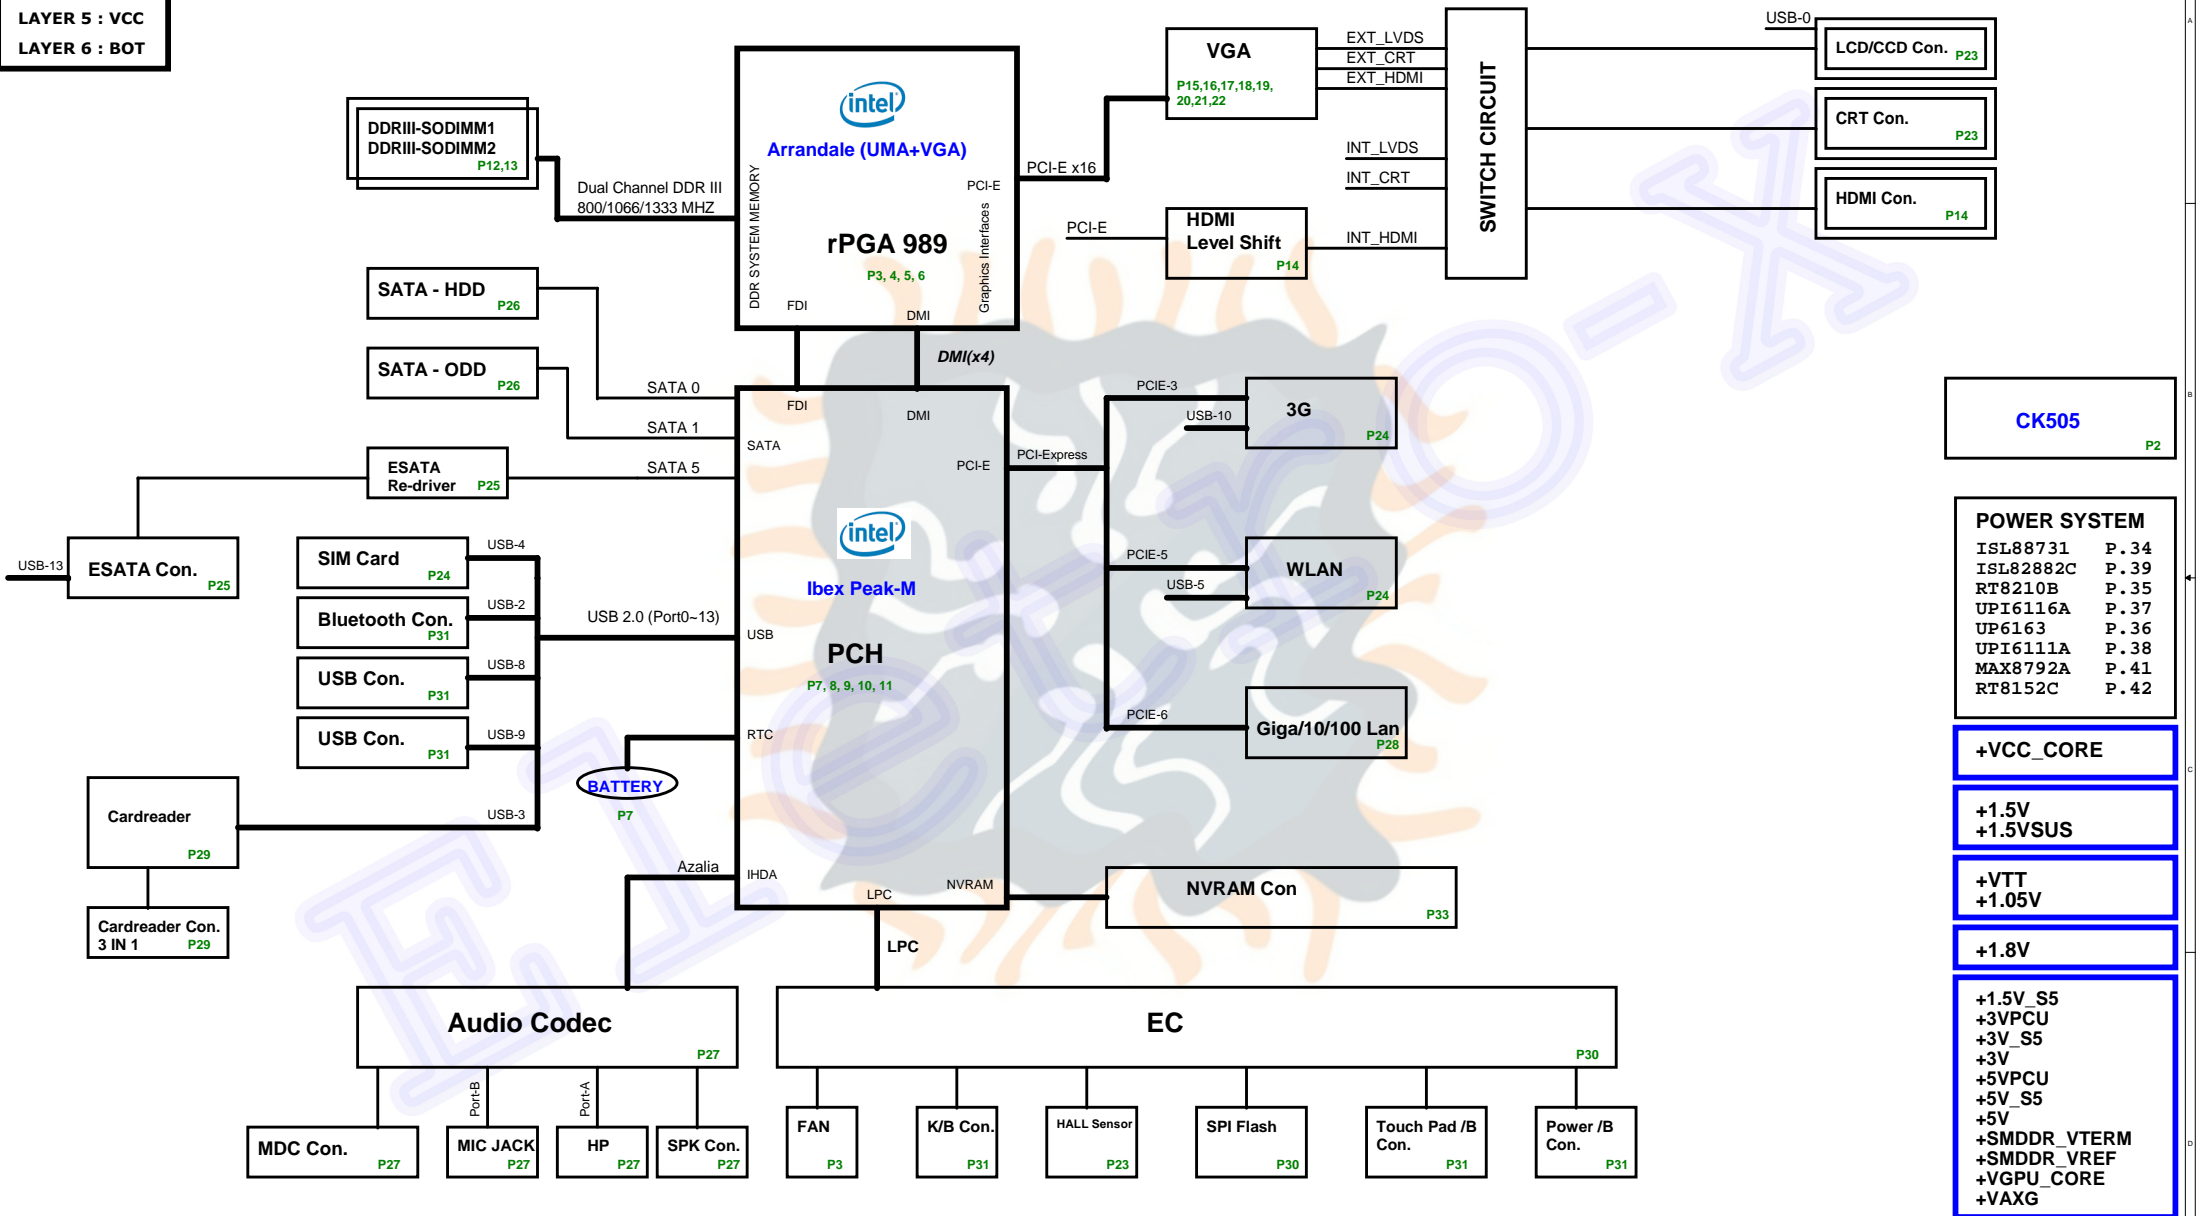 LAYER 5 : VCC
LAYER 6 : BOT
DDRIII-SODIMM1
DDRIII-SODIMM2
P12,13
Dual Channel DDR III
800/1066/1333 MHZ
intel
Arrandale (UMA+VGA)
rPGA 989
P3, 4, 5, 6
DDR SYSTEM MEMORY
PCI-E
Graphics Interfaces
FDI
DMI
PCI-E x16
VGA
P15,16,17,18,19,
20,21,22
EXT_LVDS
EXT_CRT
EXT_HDMI
INT_LVDS
INT_CRT
INT_HDMI
PCI-E
HDMI
Level Shift
P14
SWITCH CIRCUIT
USB-0
LCD/CCD Con.
P23
CRT Con.
P23
HDMI Con.
P14
SATA - HDD
P26
SATA - ODD
P26
ESATA
Re-driver
P25
SATA 0
SATA 1
SATA 5
DMI(x4)
FDI
DMI
SATA
PCI-E
intel
Ibex Peak-M
USB
PCH
P7, 8, 9, 10, 11
RTC
IHDA
LPC
NVRAM
PCI-Express
PCIE-3
USB-10
3G
P24
PCIE-5
USB-5
WLAN
P24
PCIE-6
Giga/10/100 Lan
P28
NVRAM Con
P33
USB-13
ESATA Con.
P25
SIM Card
P24
USB-4
Bluetooth Con.
P31
USB-2
USB Con.
P31
USB-8
USB Con.
P31
USB-9
USB 2.0 (Port0~13)
Cardreader
P29
USB-3
Cardreader Con.
3 IN 1
P29
BATTERY
P7
Azalia
LPC
Audio Codec
P27
EC
P30
Port-B
Port-A
MDC Con.
P27
MIC JACK
P27
HP
P27
SPK Con.
P27
FAN
P3
K/B Con.
P31
HALL Sensor
P23
SPI Flash
P30
Touch Pad /B
Con.
P31
Power /B
Con.
P31
CK505
P2
POWER SYSTEM
ISL88731 P.34
ISL82882C P.39
RT8210B P.35
UPI6116A P.37
UP6163 P.36
UPI6111A P.38
MAX8792A P.41
RT8152C P.42
+VCC_CORE
+1.5V
+1.5VSUS
+VTT
+1.05V
+1.8V
+1.5V_S5
+3VPCU
+3V_S5
+3V
+5VPCU
+5V_S5
+5V
+SMDDR_VTERM
+SMDDR_VREF
+VGPU_CORE
+VAXG
A
B
C
D